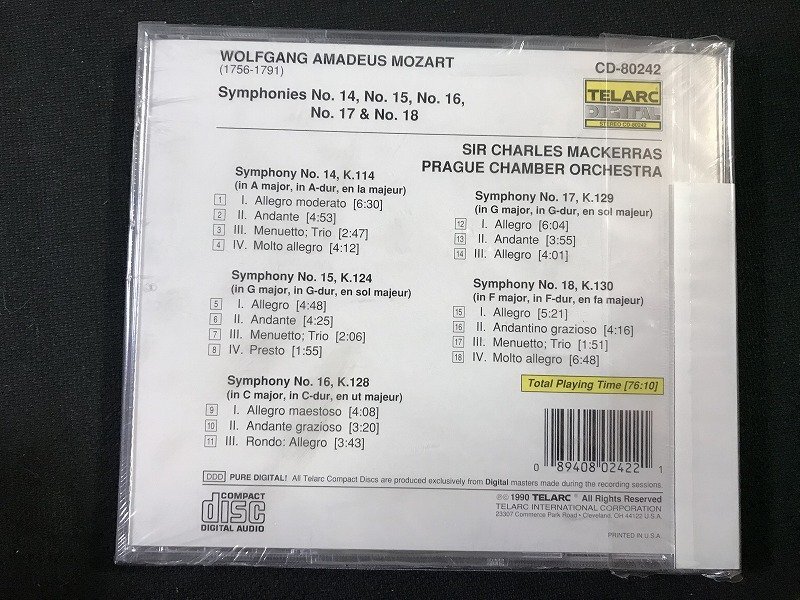 WOLFGANG AMADEUS MOZART
(1756-1791)
Symphonies No. 14, No. 15, No. 16,
No. 17 & No. 18
CD-80242
TELARC
DIGITAL
STEREO CD-80242
SIR CHARLES MACKERRAS
PRAGUE CHAMBER ORCHESTRA
Symphony No. 14, K.114
(in A major, in A-dur, en la majeur)
1 I. Allegro moderato [6:30]
2 II. Andante [4:53]
3 III. Menuetto; Trio [2:47]
4 IV. Molto allegro [4:12]
Symphony No. 15, K.124
(in G major, in G-dur, en sol majeur)
5 I. Allegro [4:48]
6 II. Andante [4:25]
7 III. Menuetto; Trio [2:06]
8 IV. Presto [1:55]
Symphony No. 16, K.128
(in C major, in C-dur, en ut majeur)
9 I. Allegro maestoso [4:08]
10 II. Andante grazioso [3:20]
11 III. Rondo: Allegro [3:43]
Symphony No. 17, K.129
(in G major, in G-dur, en sol majeur)
12 I. Allegro [6:04]
13 II. Andante [3:55]
14 III. Allegro [4:01]
Symphony No. 18, K.130
(in F major, in F-dur, en fa majeur)
15 I. Allegro [5:21]
16 II. Andantino grazioso [4:16]
17 III. Menuetto; Trio [1:51]
18 IV. Molto allegro [6:48]
Total Playing Time [76:10]
0 89408 02422 1
DDD PURE DIGITAL! All Telarc Compact Discs are produced exclusively from Digital masters made during the recording sessions.
COMPACT
disc
DIGITAL AUDIO
℗© 1990 TELARC® All Rights Reserved
TELARC INTERNATIONAL CORPORATION
23307 Commerce Park Road • Cleveland, OH 44122 U.S.A.
PRINTED IN U.S.A.